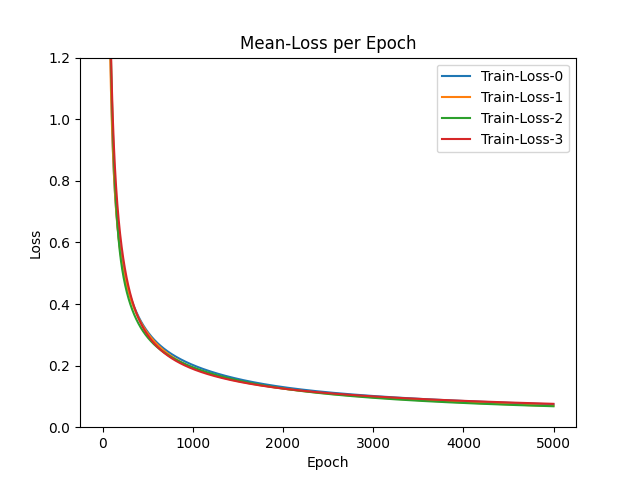 Mean-Loss per Epoch
1.2
1.0
0.8
0.6
0.4
0.2
0.0
Loss
Train-Loss-0
Train-Loss-1
Train-Loss-2
Train-Loss-3
0 1000 2000 3000 4000 5000
Epoch